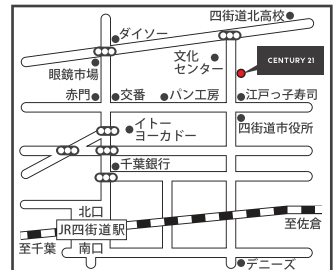 四街道北高校
ダイソー
文化
センター
CENTURY 21
眼鏡市場
赤門
交番
パン工房
江戸っ子寿司
イトー
ヨーカドー
四街道市役所
千葉銀行
北口
JR四街道駅
至佐倉
至千葉
南口
デニーズ